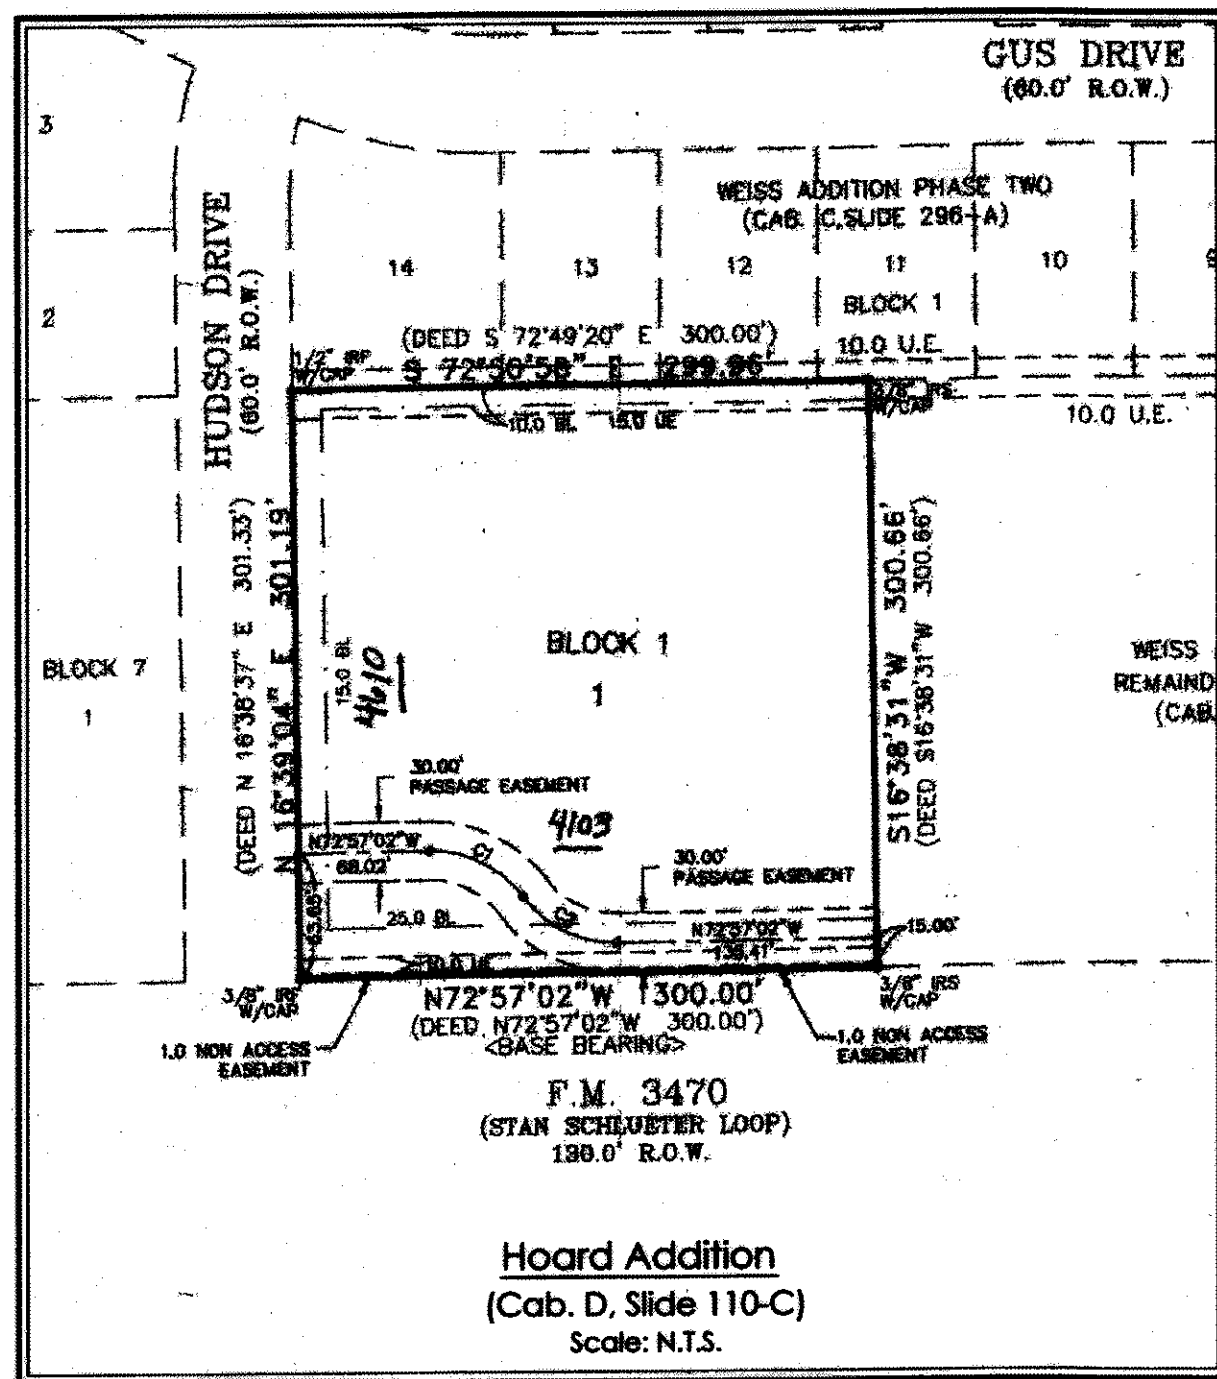 GUS DRIVE
(60.0' R.O.W.)
3
HUDSON DRIVE
(60.0' R.O.W.)
WEISS ADDITION PHASE TWO
(CAB. C, SLIDE 296-A)
14
13
12
11
10
2
BLOCK 1
(DEED S 72°49'20" E 300.00')
10.0 U.E.
1/2" IRF
W/CAP
299.96'
3/8" IRS
W/CAP
10.0 U.E.
10.0 BL
15.0 UE
(DEED N 16°38'37" E 301.33')
N 16°39'04" E 301.19'
S16°38'31"W 300.66'
(DEED S16°38'31"W 300.66')
15.0 BL
4610
BLOCK 1
1
BLOCK 7
1
WEISS
REMAIND
(CAB.
30.00'
PASSAGE EASEMENT
4103
N72°57'02"W
68.02'
30.00'
PASSAGE EASEMENT
25.0 BL
N72°57'02"W
15.00'
W/CAP
N72°57'02"W 300.00'
(DEED N72°57'02"W 300.00')
<BASE BEARING>
3/8" IRS
W/CAP
1.0 NON ACCESS
EASEMENT
1.0 NON ACCESS
EASEMENT
F.M. 3470
(STAN SCHLUETER LOOP)
R.O.W.
Hoard Addition
(Cab. D, Slide 110-C)
Scale: N.T.S.